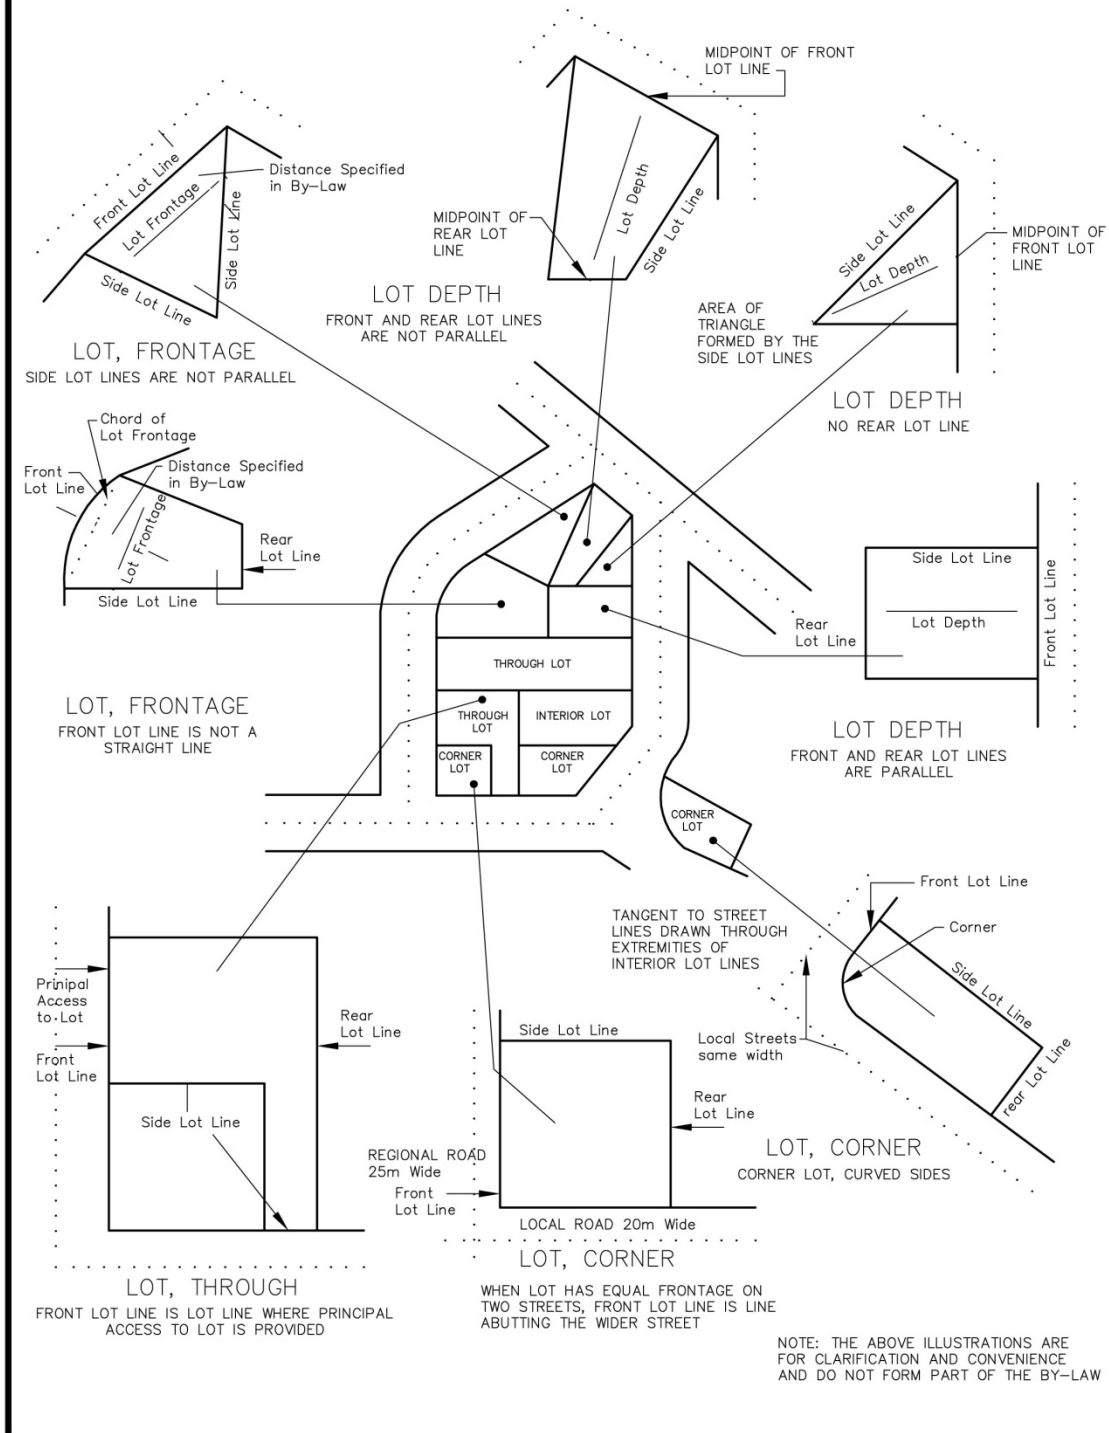 MIDPOINT OF FRONT
LOT LINE
Front Lot Line
Lot Frontage
Side Lot Line
Side Lot Line
Distance Specified
in By-Law
LOT, FRONTAGE
SIDE LOT LINES ARE NOT PARALLEL
Lot Depth
Side Lot Line
MIDPOINT OF
REAR LOT
LINE
LOT DEPTH
FRONT AND REAR LOT LINES
ARE NOT PARALLEL
Side Lot Line
Lot Depth
MIDPOINT OF
FRONT LOT
LINE
AREA OF
TRIANGLE
FORMED BY THE
SIDE LOT LINES
LOT DEPTH
NO REAR LOT LINE
Chord of
Lot Frontage
Front
Lot Line
Distance Specified
in By-Law
Lot Frontage
Rear
Lot Line
Side Lot Line
LOT, FRONTAGE
FRONT LOT LINE IS NOT A
STRAIGHT LINE
THROUGH LOT
THROUGH
LOT
INTERIOR LOT
CORNER
LOT
CORNER
LOT
CORNER
LOT
Side Lot Line
Lot Depth
Rear
Lot Line
Front Lot Line
LOT DEPTH
FRONT AND REAR LOT LINES
ARE PARALLEL
Prinipal
Access
to Lot
Front
Lot Line
Rear
Lot Line
Side Lot Line
LOT, THROUGH
FRONT LOT LINE IS LOT LINE WHERE PRINCIPAL
ACCESS TO LOT IS PROVIDED
Side Lot Line
Rear
Lot Line
REGIONAL ROAD
25m Wide
Front
Lot Line
LOCAL ROAD 20m Wide
LOT, CORNER
WHEN LOT HAS EQUAL FRONTAGE ON
TWO STREETS, FRONT LOT LINE IS LINE
ABUTTING THE WIDER STREET
TANGENT TO STREET
LINES DRAWN THROUGH
EXTREMITIES OF
INTERIOR LOT LINES
Front Lot Line
Corner
Side Lot Line
rear Lot Line
Local Streets
same width
LOT, CORNER
CORNER LOT, CURVED SIDES
NOTE: THE ABOVE ILLUSTRATIONS ARE
FOR CLARIFICATION AND CONVENIENCE
AND DO NOT FORM PART OF THE BY-LAW